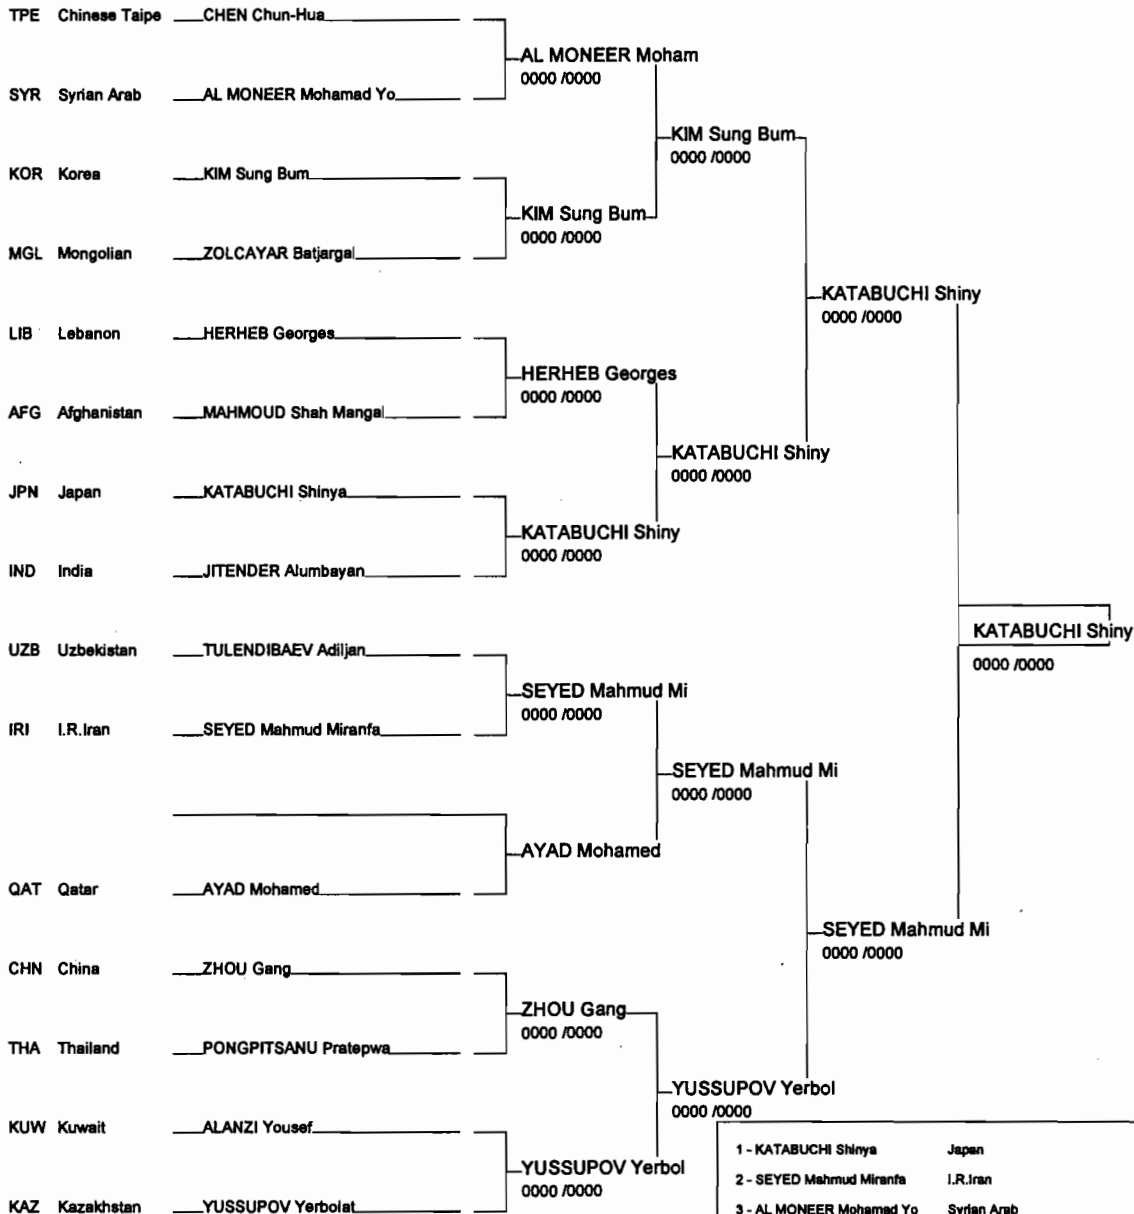 TPE Chinese Taipe CHEN Chun-Hua
AL MONEER Moham
0000 /0000
SYR Syrian Arab AL MONEER Mohamad Yo
KIM Sung Bum
0000 /0000
KOR Korea KIM Sung Bum
KIM Sung Bum
0000 /0000
MGL Mongolian ZOLCAYAR Batjargal
KATABUCHI Shiny
0000 /0000
LIB Lebanon HERHEB Georges
HERHEB Georges
0000 /0000
AFG Afghanistan MAHMOUD Shah Mangal
KATABUCHI Shiny
0000 /0000
JPN Japan KATABUCHI Shinya
KATABUCHI Shiny
0000 /0000
IND India JITENDER Alumbayan
KATABUCHI Shiny
0000 /0000
UZB Uzbekistan TULENDIBAEV Adiljan
SEYED Mahmud Mi
0000 /0000
IRI I.R.Iran SEYED Mahmud Miranfa
SEYED Mahmud Mi
0000 /0000
AYAD Mohamed
QAT Qatar AYAD Mohamed
SEYED Mahmud Mi
0000 /0000
CHN China ZHOU Gang
ZHOU Gang
0000 /0000
THA Thailand PONGPITSANU Pratepwa
YUSSUPOV Yerbol
0000 /0000
KUW Kuwait ALANZI Yousef
YUSSUPOV Yerbol
0000 /0000
KAZ Kazakhstan YUSSUPOV Yerbolat
1 - KATABUCHI Shinya Japan
2 - SEYED Mahmud Miranfa I.R.Iran
3 - AL MONEER Mohamad Yo Syrian Arab